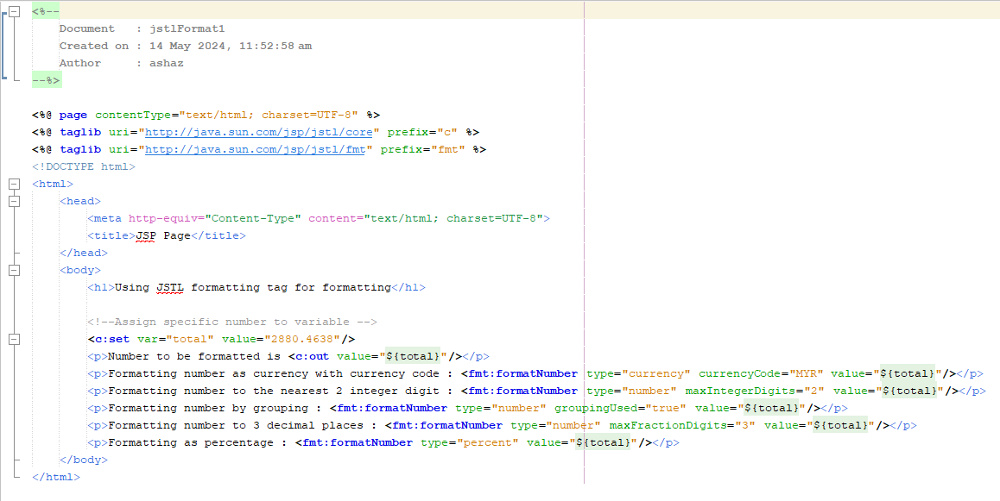 <%--
    Document   : jstlFormat1
    Created on : 14 May 2024, 11:52:58 am
    Author     : ashaz
--%>

<%@ page contentType="text/html; charset=UTF-8" %>
<%@ taglib uri="http://java.sun.com/jsp/jstl/core" prefix="c" %>
<%@ taglib uri="http://java.sun.com/jsp/jstl/fmt" prefix="fmt" %>
<!DOCTYPE html>
<html>
    <head>
        <meta http-equiv="Content-Type" content="text/html; charset=UTF-8">
        <title>JSP Page</title>
    </head>
    <body>
        <h1>Using JSTL formatting tag for formatting</h1>

        <!--Assign specific number to variable -->
        <c:set var="total" value="2880.4638"/>
        <p>Number to be formatted is <c:out value="${total}"/></p>
        <p>Formatting number as currency with currency code : <fmt:formatNumber type="currency" currencyCode="MYR" value="${total}"/></p>
        <p>Formatting number to the nearest 2 integer digit : <fmt:formatNumber type="number" maxIntegerDigits="2" value="${total}"/></p>
        <p>Formatting number by grouping : <fmt:formatNumber type="number" groupingUsed="true" value="${total}"/></p>
        <p>Formatting number to 3 decimal places : <fmt:formatNumber type="number" maxFractionDigits="3" value="${total}"/></p>
        <p>Formatting as percentage : <fmt:formatNumber type="percent" value="${total}"/></p>
    </body>
</html>